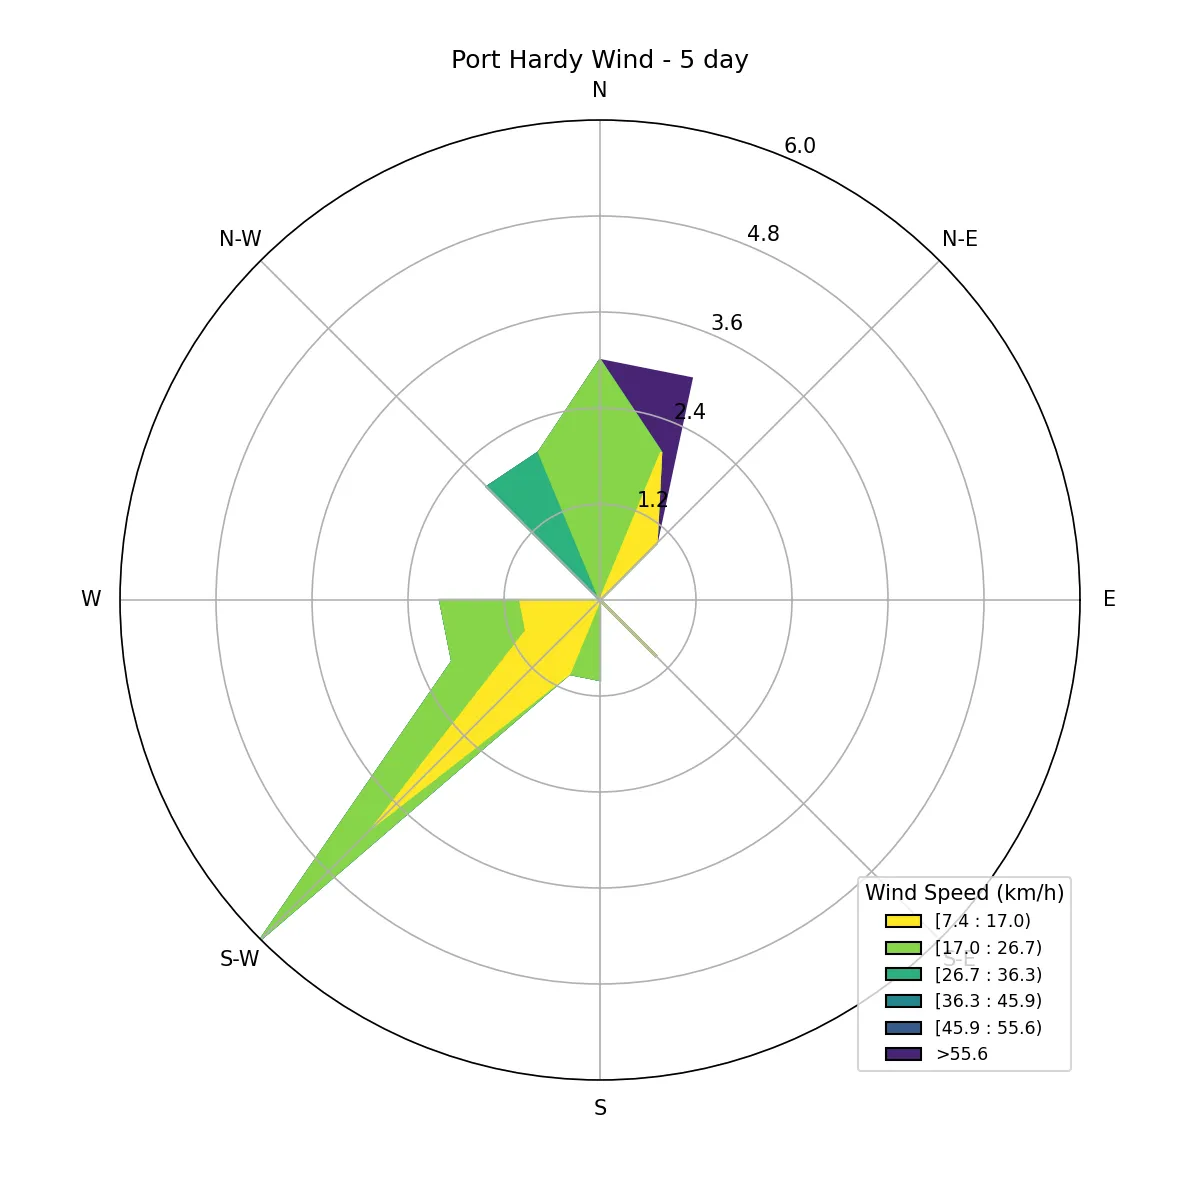 Port Hardy Wind - 5 day
N
6.0
N-W
N-E
4.8
3.6
2.4
1.2
W
E
S-W
S-E
S
Wind Speed (km/h)
[7.4 : 17.0)
[17.0 : 26.7)
[26.7 : 36.3)
[36.3 : 45.9)
[45.9 : 55.6)
>55.6